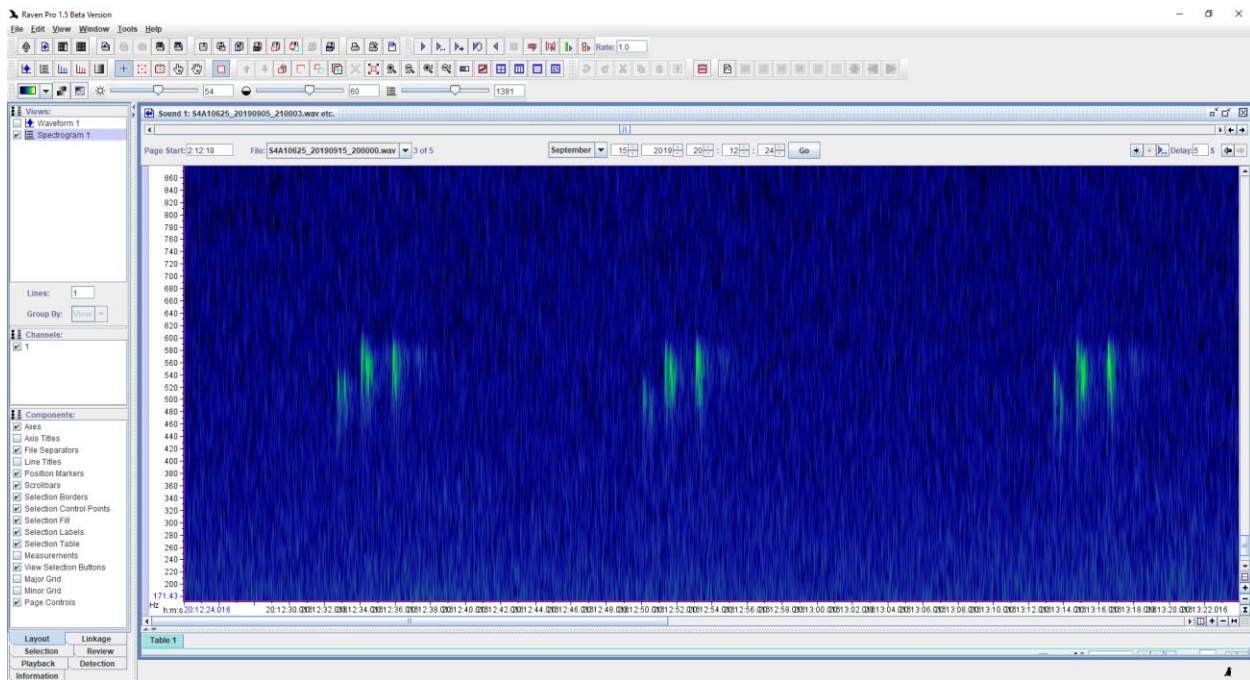 Raven Pro 1.5 Beta Version
File Edit View Window Tools Help
Rate: 1.0
54 60 1391
Views:
Waveform 1
Spectrogram 1
Lines: 1
Group By: View
Channels:
1
Components:
Axes
Axis Titles
File Separators
Line Titles
Position Markers
Scrollbars
Selection Borders
Selection Control Points
Selection Fill
Selection Labels
Selection Table
Measurements
View Selection Buttons
Major Grid
Minor Grid
Page Controls
Layout Linkage
Selection Review
Playback Detection
Information
Sound 1: S4A10625_20190905_210003.wav etc.
Page Start: 2:12:18 File: S4A10625_20190915_200000.wav 3 of 5 September 15 2019 20 : 12 : 24 Go Delay: 5 S
860
840
820
800
780
760
740
720
700
680
660
640
620
600
580
560
540
520
500
480
460
440
420
400
380
360
340
320
300
280
260
240
220
200
171.43
Hz
h:m:s 20:12:24.016
Table 1